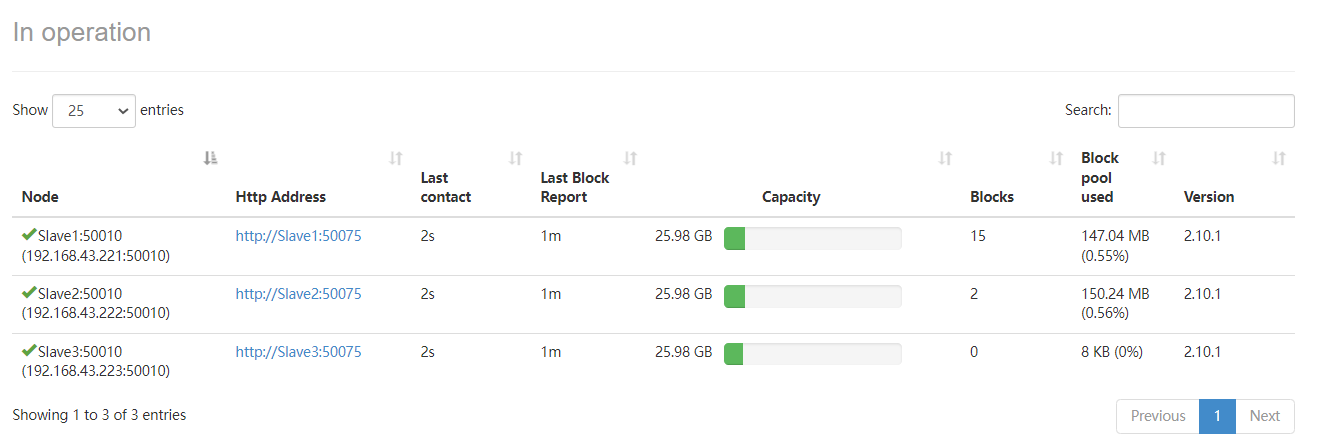 In operation
Show 25 entries Search:
Node Http Address Last contact Last Block Report Capacity Blocks Block pool used Version
Slave1:50010 http://Slave1:50075 2s 1m 25.98 GB 15 147.04 MB 2.10.1
(192.168.43.221:50010) (0.55%)
Slave2:50010 http://Slave2:50075 2s 1m 25.98 GB 2 150.24 MB 2.10.1
(192.168.43.222:50010) (0.56%)
Slave3:50010 http://Slave3:50075 2s 1m 25.98 GB 0 8 KB (0%) 2.10.1
(192.168.43.223:50010)
Showing 1 to 3 of 3 entries Previous 1 Next